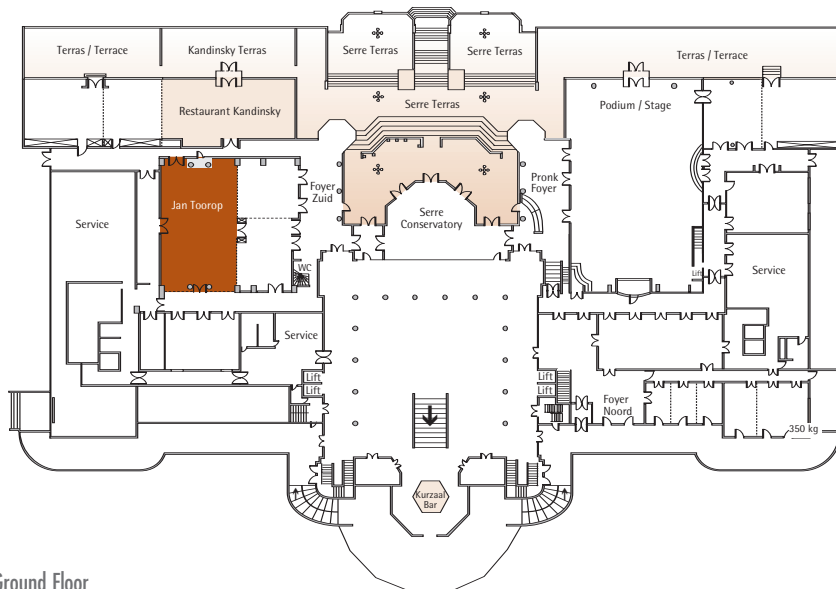 Terras / Terrace
Kandinsky Terras
Serre Terras
Serre Terras
Terras / Terrace
Restaurant Kandinsky
Serre Terras
Podium / Stage
Jan Toorop
Foyer
Zuid
Pronk
Foyer
Service
Serre
Conservatory
WC
Lift
Service
Service
Lift
Lift
Lift
Lift
Foyer
Noord
350 kg
Kurzaal
Bar
Ground Floor